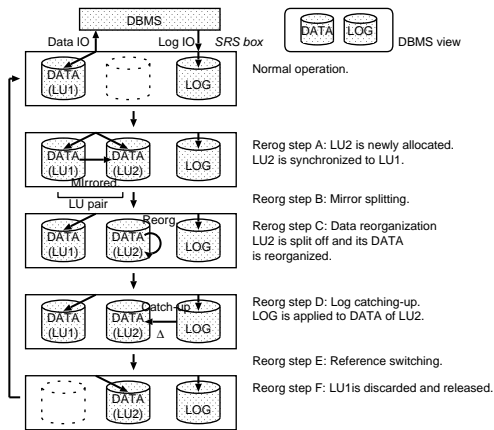 DBMS
Data IO
Log IO
SRS box
DATA
LOG
DBMS view
DATA
(LU1)
LOG
Normal operation.
DATA
(LU1)
DATA
(LU2)
LOG
MIrrored
LU pair
Rerog step A: LU2 is newly allocated.
LU2 is synchronized to LU1.
Reorg step B: Mirror splitting.
DATA
(LU1)
DATA
(LU2)
Reorg
LOG
Rerog step C: Data reorganization
LU2 is split off and its DATA
is reorganized.
DATA
(LU1)
DATA
(LU2)
Catch-up
Δ
LOG
Reorg step D: Log catching-up.
LOG is applied to DATA of LU2.
Reorg step E: Reference switching.
DATA
(LU2)
LOG
Reorg step F: LU1is discarded and released.